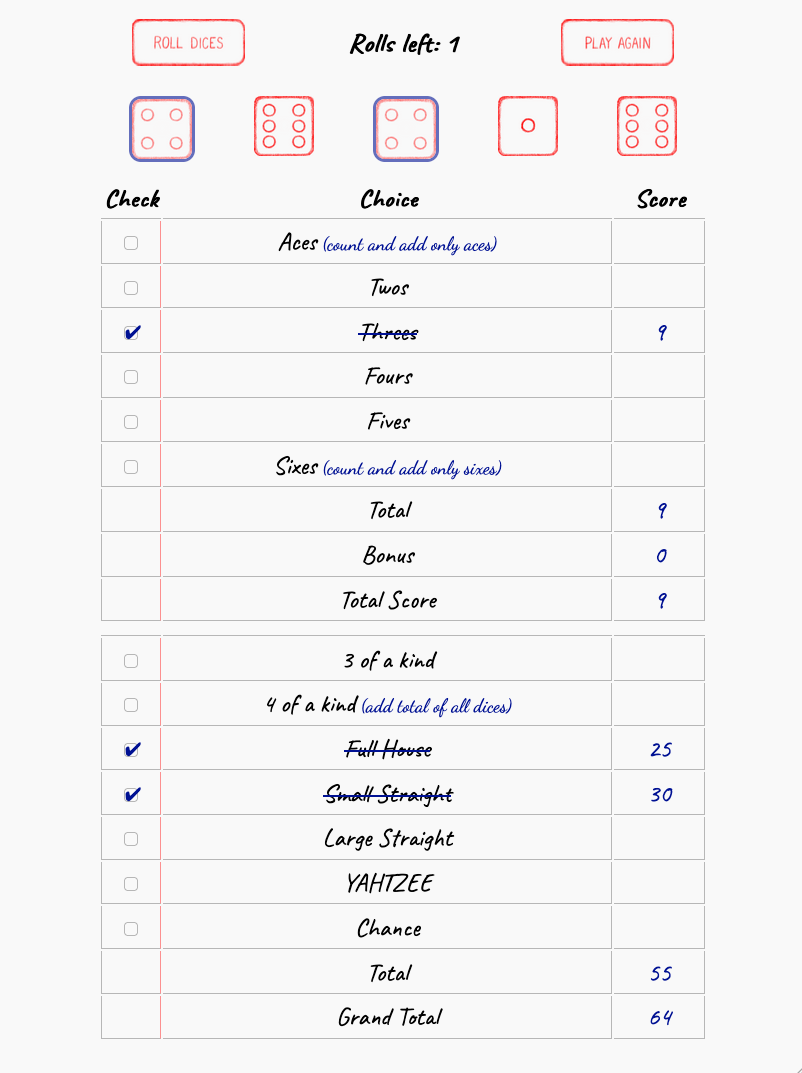 ROLL DICES Rolls left: 1 PLAY AGAIN
Check Choice Score
Aces (count and add only aces)
Twos
Threes 9
Fours
Fives
Sixes (count and add only sixes)
Total 9
Bonus 0
Total Score 9
3 of a kind
4 of a kind (add total of all dices)
Full House 25
Small Straight 30
Large Straight
YAHTZEE
Chance
Total 55
Grand Total 64